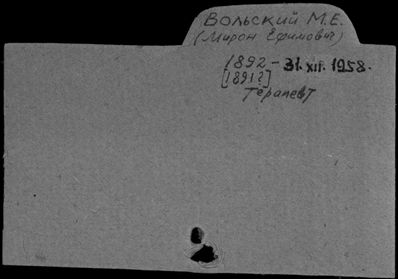 Вольский М.Е.
(Мирон Ефимович)
1892 – 31.XII.1958.
[1891?]
Терапевт